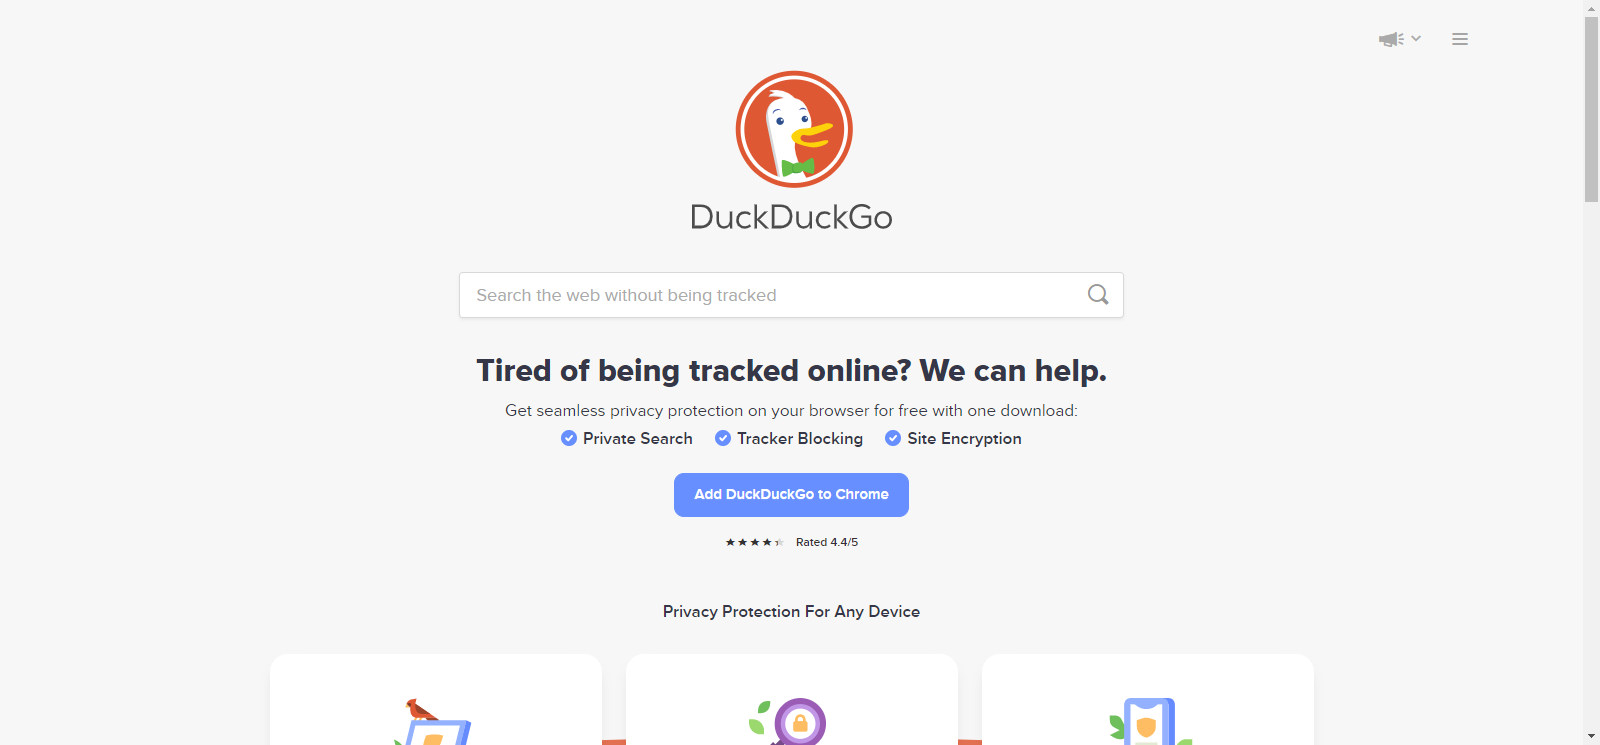 DuckDuckGo
Search the web without being tracked
Tired of being tracked online? We can help.
Get seamless privacy protection on your browser for free with one download:
Private Search Tracker Blocking Site Encryption
Add DuckDuckGo to Chrome
Rated 4.4/5
Privacy Protection For Any Device